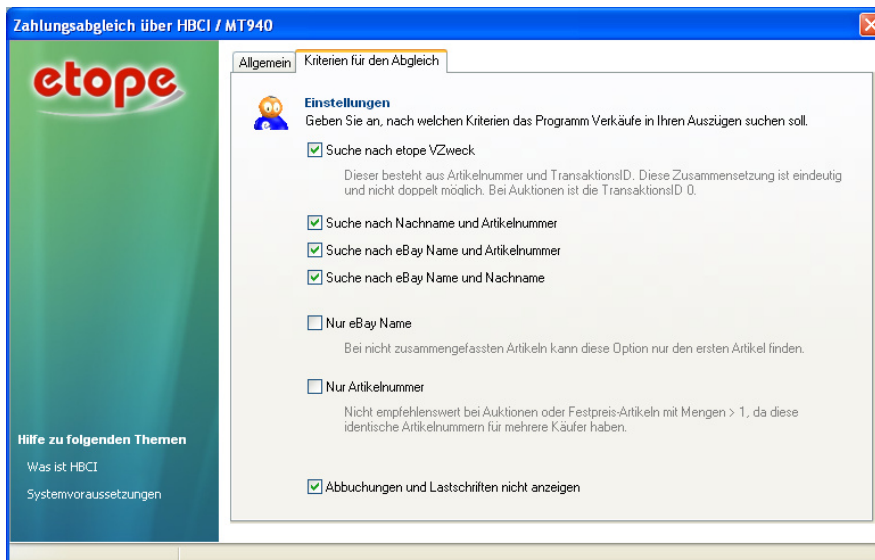 Zahlungsabgleich über HBCI / MT940
etope
Allgemein
Kriterien für den Abgleich
Einstellungen
Geben Sie an, nach welchen Kriterien das Programm Verkäufe in Ihren Auszügen suchen soll.
Suche nach etope VZweck
Dieser besteht aus Artikelnummer und TransaktionsID. Diese Zusammensetzung ist eindeutig
und nicht doppelt möglich. Bei Auktionen ist die TransaktionsID 0.
Suche nach Nachname und Artikelnummer
Suche nach eBay Name und Artikelnummer
Suche nach eBay Name und Nachname
Nur eBay Name
Bei nicht zusammengefassten Artikeln kann diese Option nur den ersten Artikel finden.
Nur Artikelnummer
Nicht empfehlenswert bei Auktionen oder Festpreis-Artikeln mit Mengen > 1, da diese
identische Artikelnummern für mehrere Käufer haben.
Abbuchungen und Lastschriften nicht anzeigen
Hilfe zu folgenden Themen
Was ist HBCI
Systemvoraussetzungen